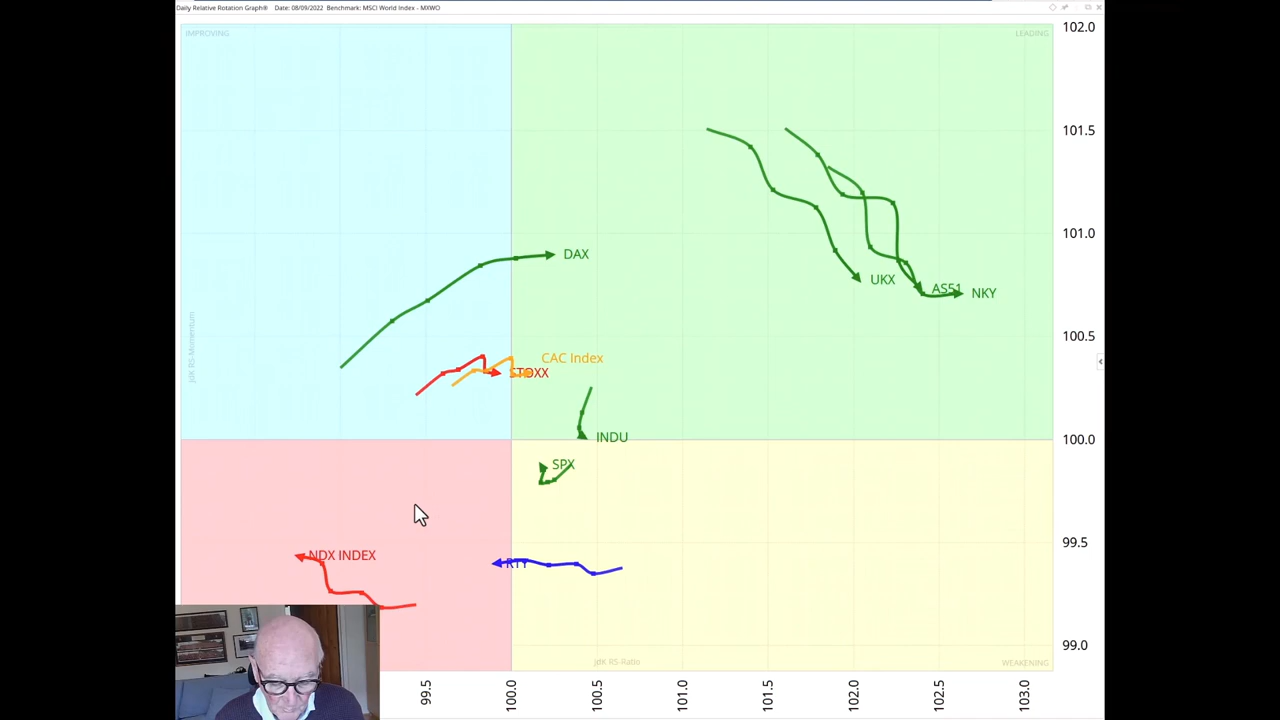 Daily Relative Rotation Graph® Date: 08/09/2022 Benchmark: MSCI World Index - MXWO
IMPROVING
LEADING
102.0
101.5
101.0
100.5
100.0
99.5
99.0
JdK RS-Momentum
DAX
UKX
AS51
NKY
CAC Index
STOXX
INDU
SPX
NDX INDEX
RTY
JdK RS-Ratio
WEAKENING
99.5 100.0 100.5 101.0 101.5 102.0 102.5 103.0